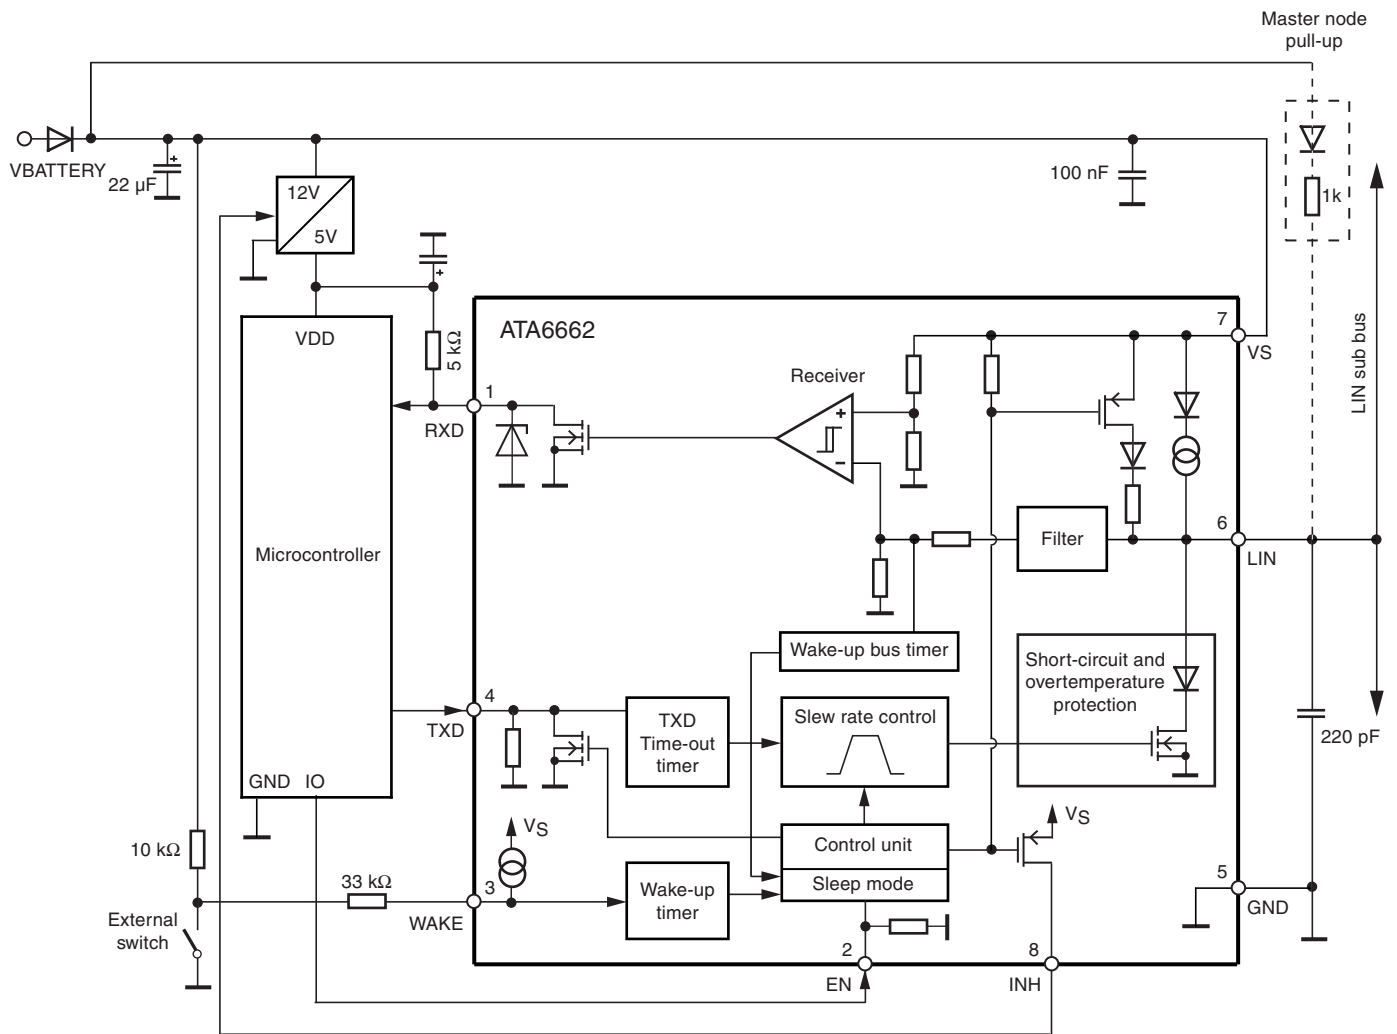 Master node
pull-up
VBATTERY
22 µF
+
12V
5V
100 nF
1k
+
ATA6662
7
VS
LIN sub bus
VDD
5 kΩ
Receiver
1
RXD
+
-
Microcontroller
Filter
6
LIN
Wake-up bus timer
Short-circuit and
overtemperature
protection
4
TXD
TXD
Time-out
timer
Slew rate control
220 pF
GND
IO
VS
VS
10 kΩ
Control unit
33 kΩ
3
WAKE
Wake-up
timer
Sleep mode
5
GND
External
switch
2
EN
8
INH